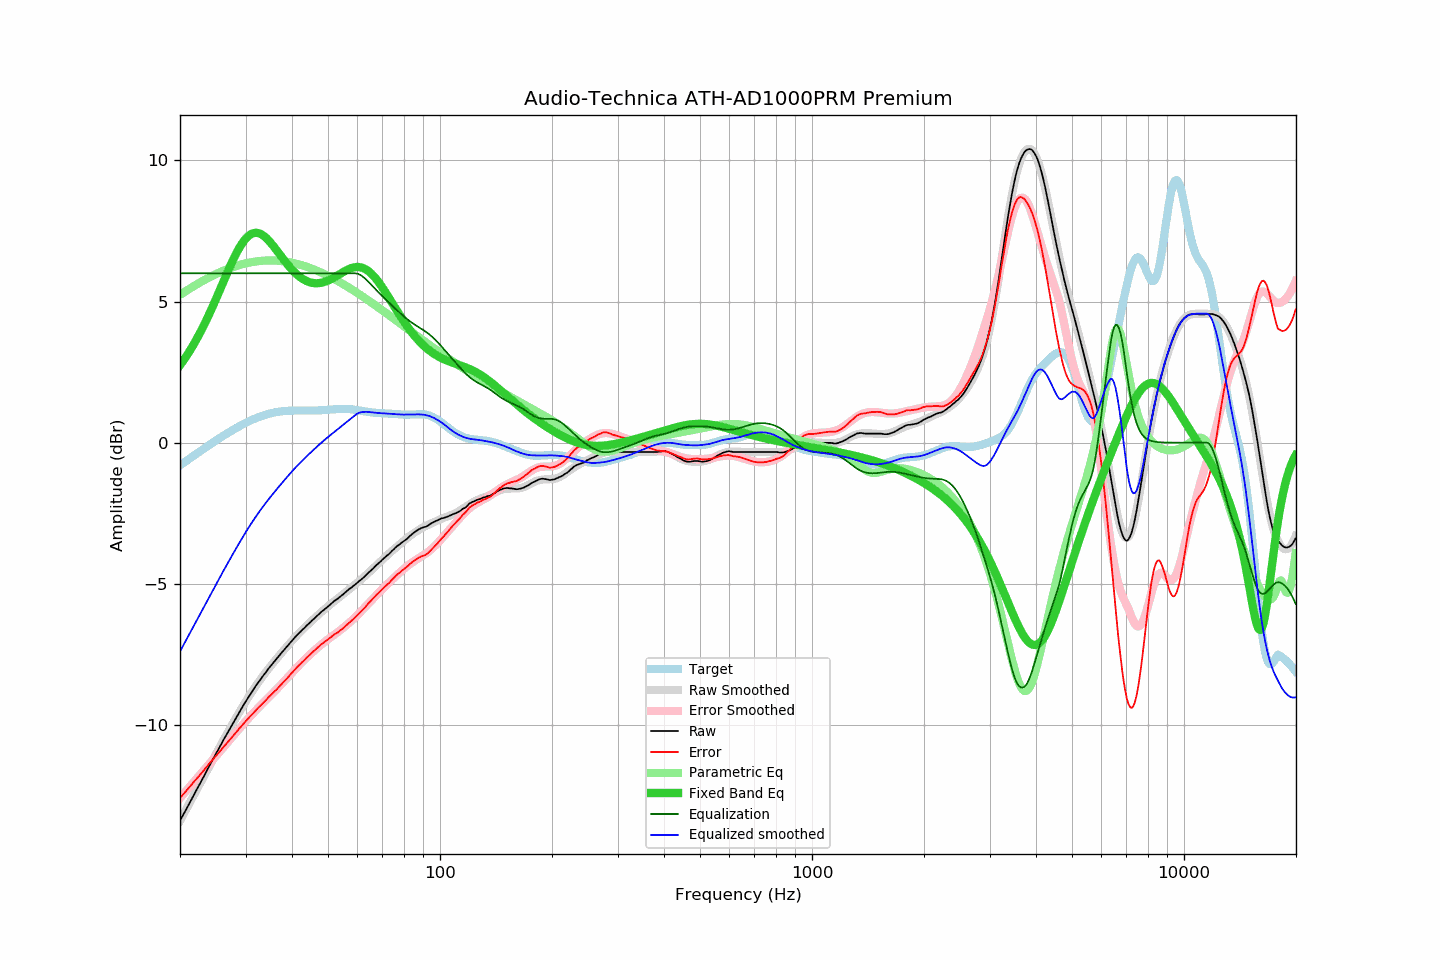 Audio-Technica ATH-AD1000PRM Premium
10
5
0
−5
−10
Amplitude (dBr)
100
1000
10000
Frequency (Hz)
Target
Raw Smoothed
Error Smoothed
Raw
Error
Parametric Eq
Fixed Band Eq
Equalization
Equalized smoothed